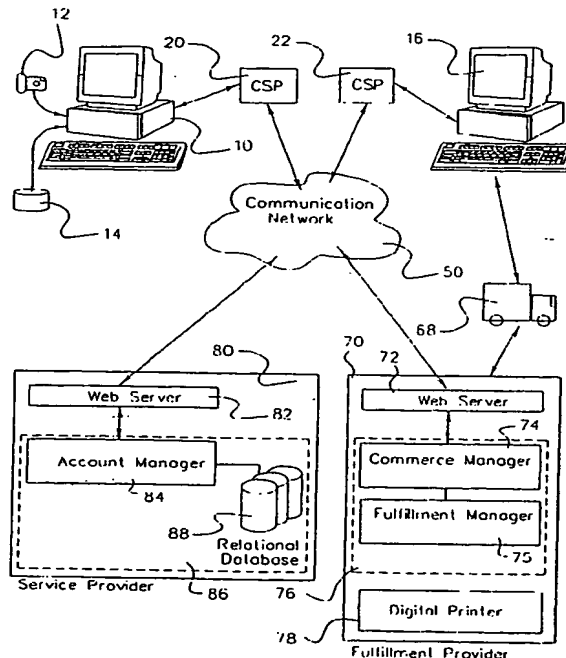 12
20
22
16
CSP
CSP
10
14
Communication
Network
50
68
80
70
72
Web Server
82
Web Server
74
Account Manager
84
88
Relational
Database
86
Service Provider
Commerce Manager
Fulfillment Manager
75
76
Digital Printer
78
Fulfillment Provider